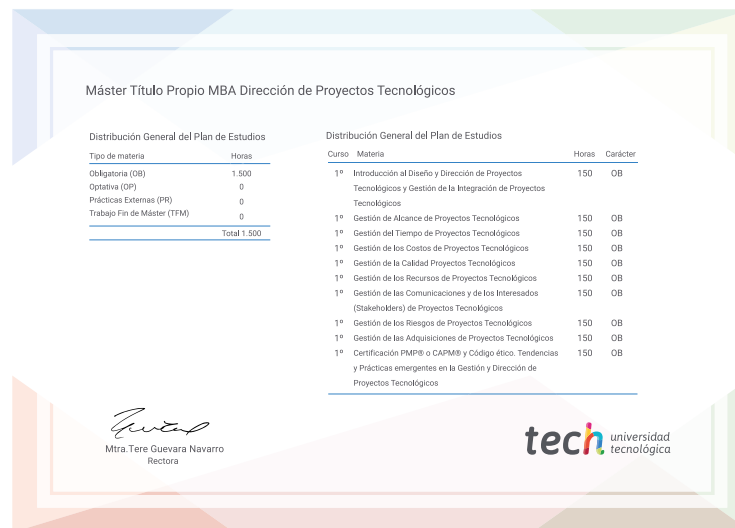 Máster Título Propio MBA Dirección de Proyectos Tecnológicos
Distribución General del Plan de Estudios
Tipo de materia Horas
Obligatoria (OB) 1.500
Optativa (OP) 0
Prácticas Externas (PR) 0
Trabajo Fin de Máster (TFM) 0
Total 1.500
Distribución General del Plan de Estudios
Curso Materia Horas Carácter
1º Introducción al Diseño y Dirección de Proyectos 150 OB
Tecnológicos y Gestión de la Integración de Proyectos
Tecnológicos
1º Gestión de Alcance de Proyectos Tecnológicos 150 OB
1º Gestión del Tiempo de Proyectos Tecnológicos 150 OB
1º Gestión de los Costos de Proyectos Tecnológicos 150 OB
1º Gestión de la Calidad Proyectos Tecnológicos 150 OB
1º Gestión de los Recursos de Proyectos Tecnológicos 150 OB
1º Gestión de las Comunicaciones y de los Interesados 150 OB
(Stakeholders) de Proyectos Tecnológicos
1º Gestión de los Riesgos de Proyectos Tecnológicos 150 OB
1º Gestión de las Adquisiciones de Proyectos Tecnológicos 150 OB
1º Certificación PMP® o CAPM® y Código ético. Tendencias 150 OB
y Prácticas emergentes en la Gestión y Dirección de
Proyectos Tecnológicos
Mtra.Tere Guevara Navarro
Rectora
tech universidad
tecnológica